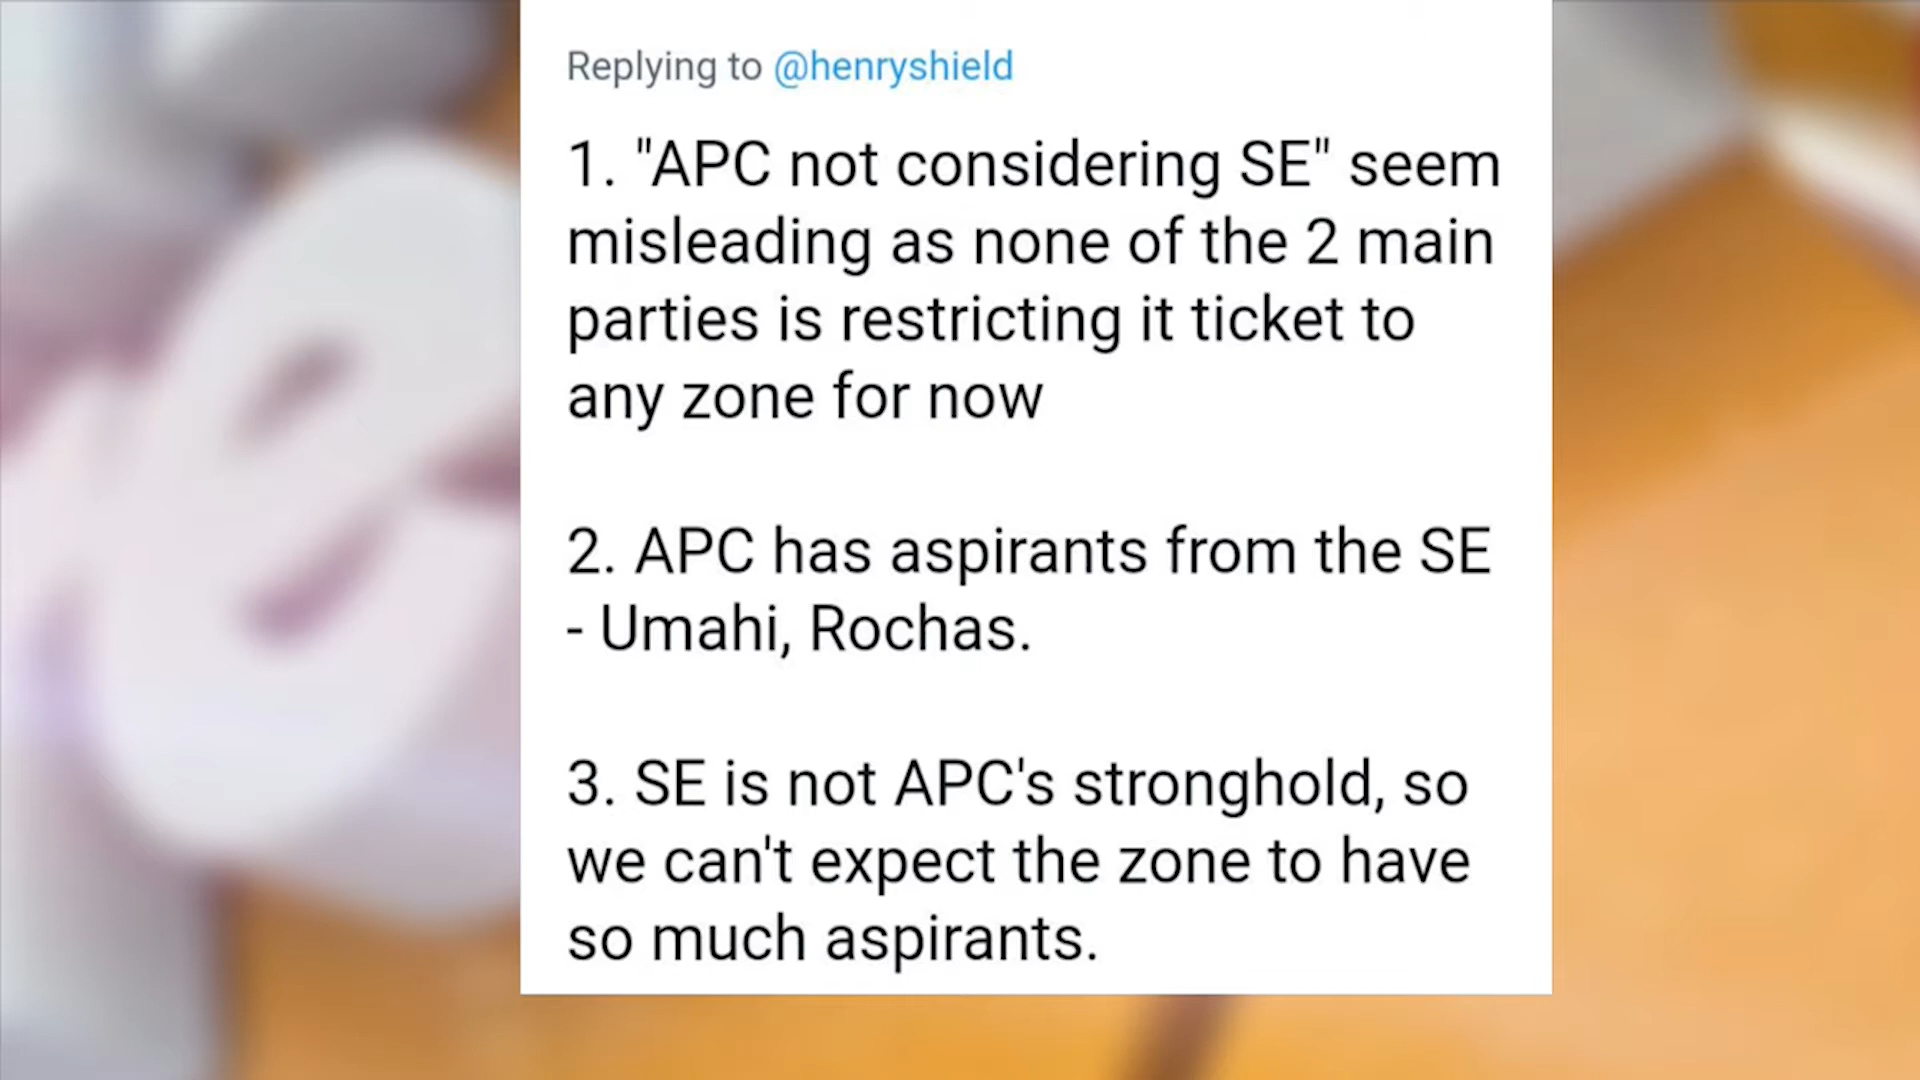 Replying to @henryshield
1. "APC not considering SE" seem
misleading as none of the 2 main
parties is restricting it ticket to
any zone for now
2. APC has aspirants from the SE
- Umahi, Rochas.
3. SE is not APC's stronghold, so
we can't expect the zone to have
so much aspirants.